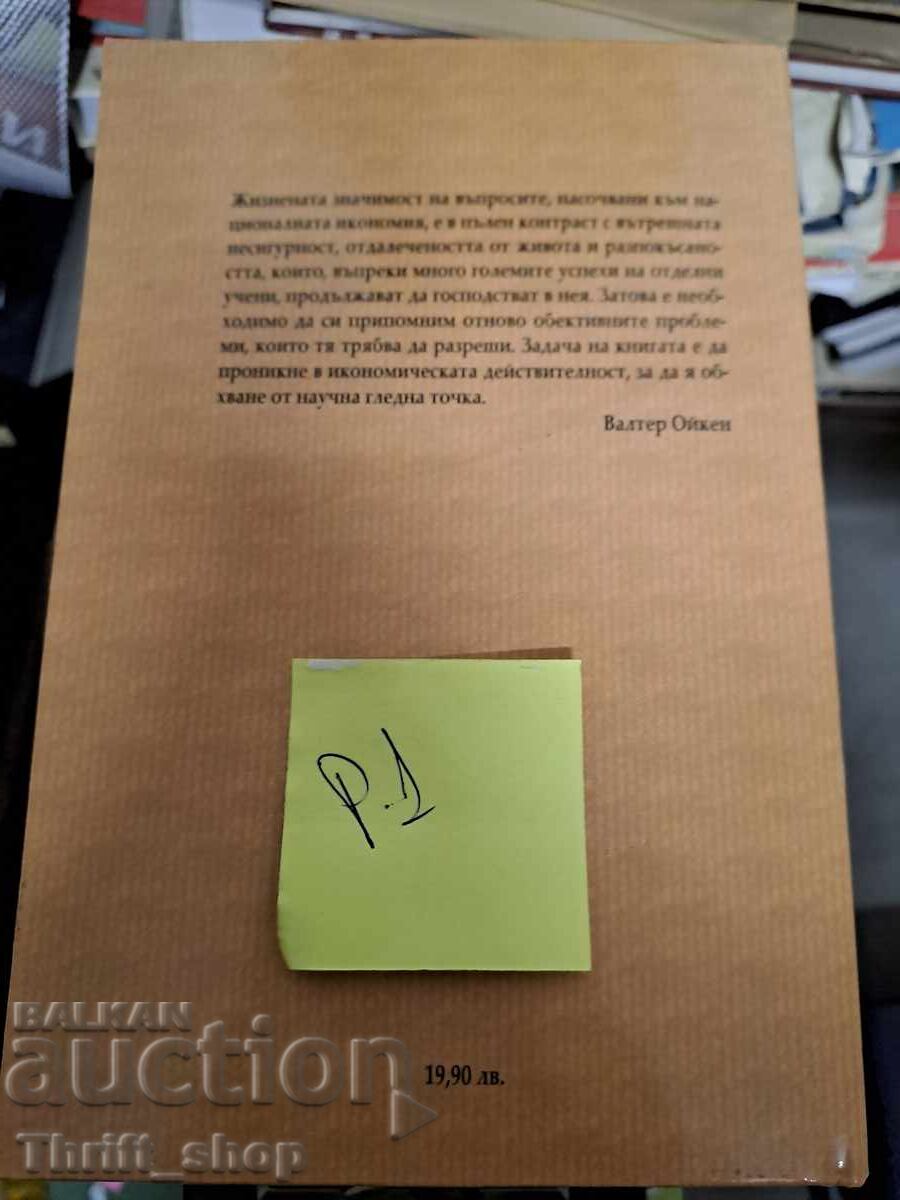 Жизнената значимост на въпросите, насочвани към на-
ционалната икономия, е в пълен контраст с вътрешната
несигурност, отдалечеността от живота и разпокъсано-
стта, които, въпреки много големите успехи на отделни
учени, продължават да господстват в нея. Затова е необ-
ходимо да си припомним отново обективните пробле-
ми, които тя трябва да разреши. Задача на книгата е да
проникне в икономическата действителност, за да я об-
хване от научна гледна точка.
Валтер Ойкен
P.1
19,90 лв.
BALKAN
auction
Thrift_shop